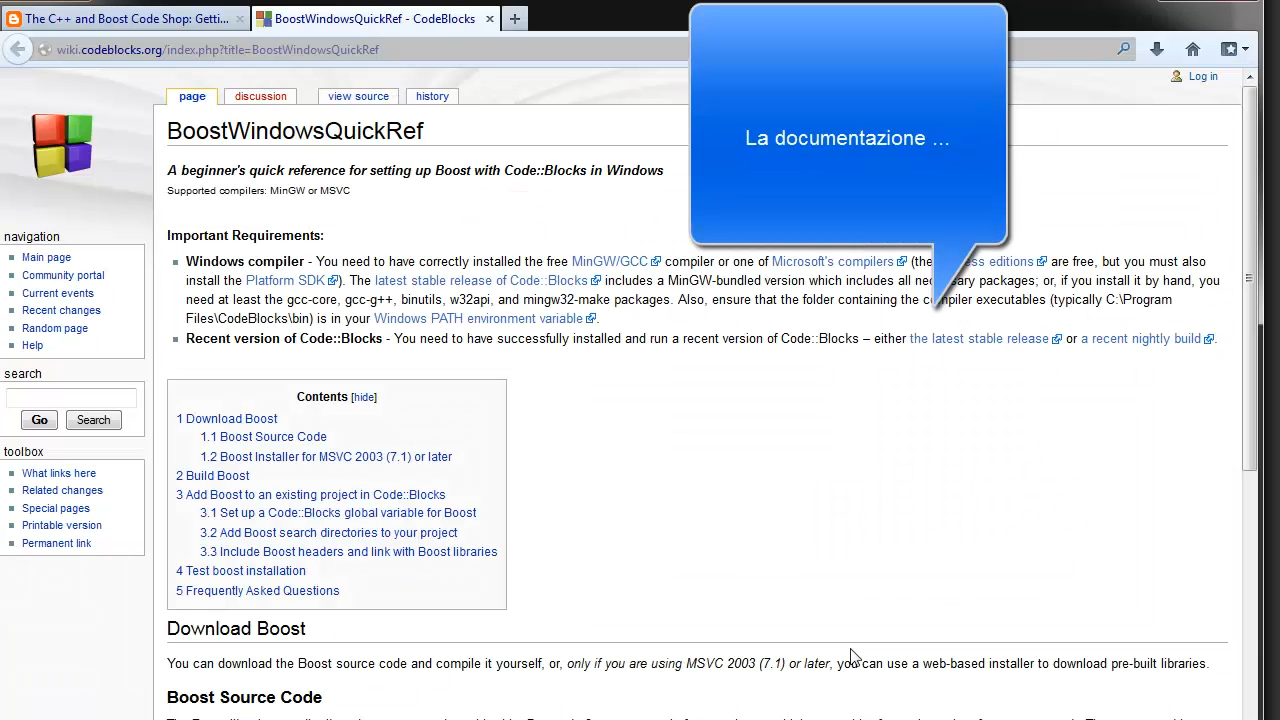 The C++ and Boost Code Shop: Getti...
BoostWindowsQuickRef - CodeBlocks
wiki.codeblocks.org/index.php?title=BoostWindowsQuickRef
Log in
page
discussion
view source
history
La documentazione ...
BoostWindowsQuickRef
A beginner's quick reference for setting up Boost with Code::Blocks in Windows
Supported compilers: MinGW or MSVC
Important Requirements:
Windows compiler - You need to have correctly installed the free MinGW/GCC compiler or one of Microsoft's compilers (the editions are free, but you must also
install the Platform SDK). The latest stable release of Code::Blocks includes a MinGW-bundled version which includes all necessary packages; or, if you install it by hand, you
need at least the gcc-core, gcc-g++, binutils, w32api, and mingw32-make packages. Also, ensure that the folder containing the compiler executables (typically C:\Program
Files\CodeBlocks\bin) is in your Windows PATH environment variable.
Recent version of Code::Blocks - You need to have successfully installed and run a recent version of Code::Blocks – either the latest stable release or a recent nightly build.
navigation
Main page
Community portal
Current events
Recent changes
Random page
Help
search
Go
Search
toolbox
What links here
Related changes
Special pages
Printable version
Permanent link
Contents [hide]
1 Download Boost
1.1 Boost Source Code
1.2 Boost Installer for MSVC 2003 (7.1) or later
2 Build Boost
3 Add Boost to an existing project in Code::Blocks
3.1 Set up a Code::Blocks global variable for Boost
3.2 Add Boost search directories to your project
3.3 Include Boost headers and link with Boost libraries
4 Test boost installation
5 Frequently Asked Questions
Download Boost
You can download the Boost source code and compile it yourself, or, only if you are using MSVC 2003 (7.1) or later, you can use a web-based installer to download pre-built libraries.
Boost Source Code